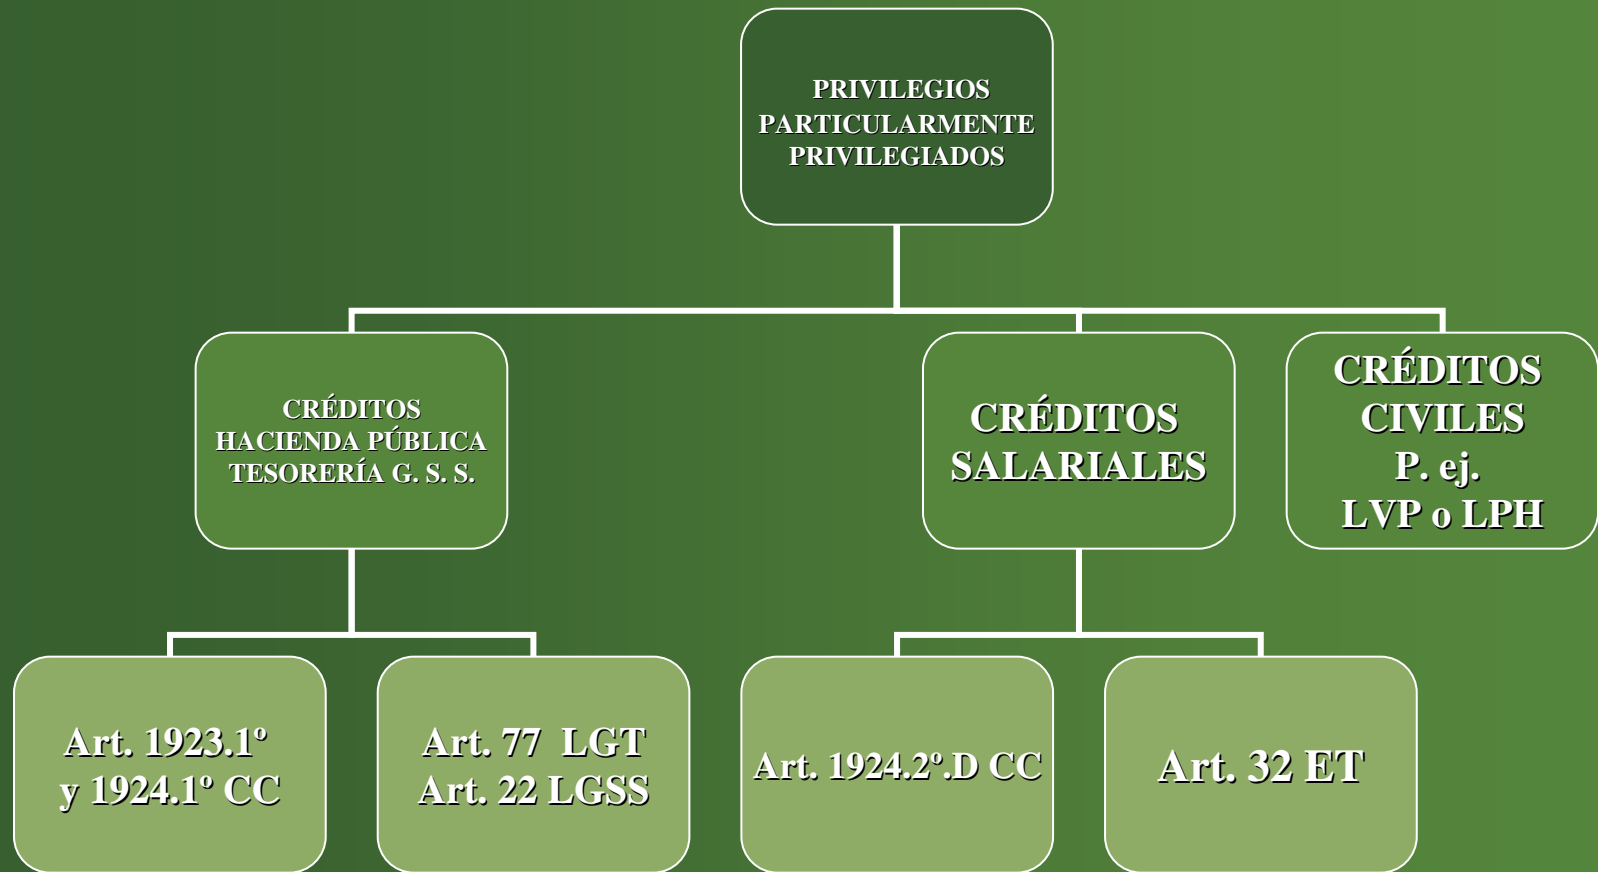 PRIVILEGIOS
PARTICULARMENTE
PRIVILEGIADOS
CRÉDITOS
HACIENDA PÚBLICA
TESORERÍA G. S. S.
CRÉDITOS
SALARIALES
CRÉDITOS
CIVILES
P. ej.
LVP o LPH
Art. 1923.1º
y 1924.1º CC
Art. 77 LGT
Art. 22 LGSS
Art. 1924.2º.D CC
Art. 32 ET